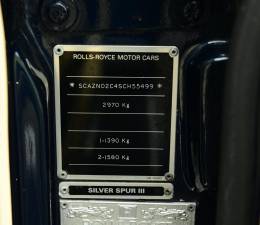 ROLLS-ROYCE MOTOR CARS
* SCAZN02C4SCH55499 *
2970 Kg
1-1390 Kg
2-1580 Kg
SILVER SPUR III